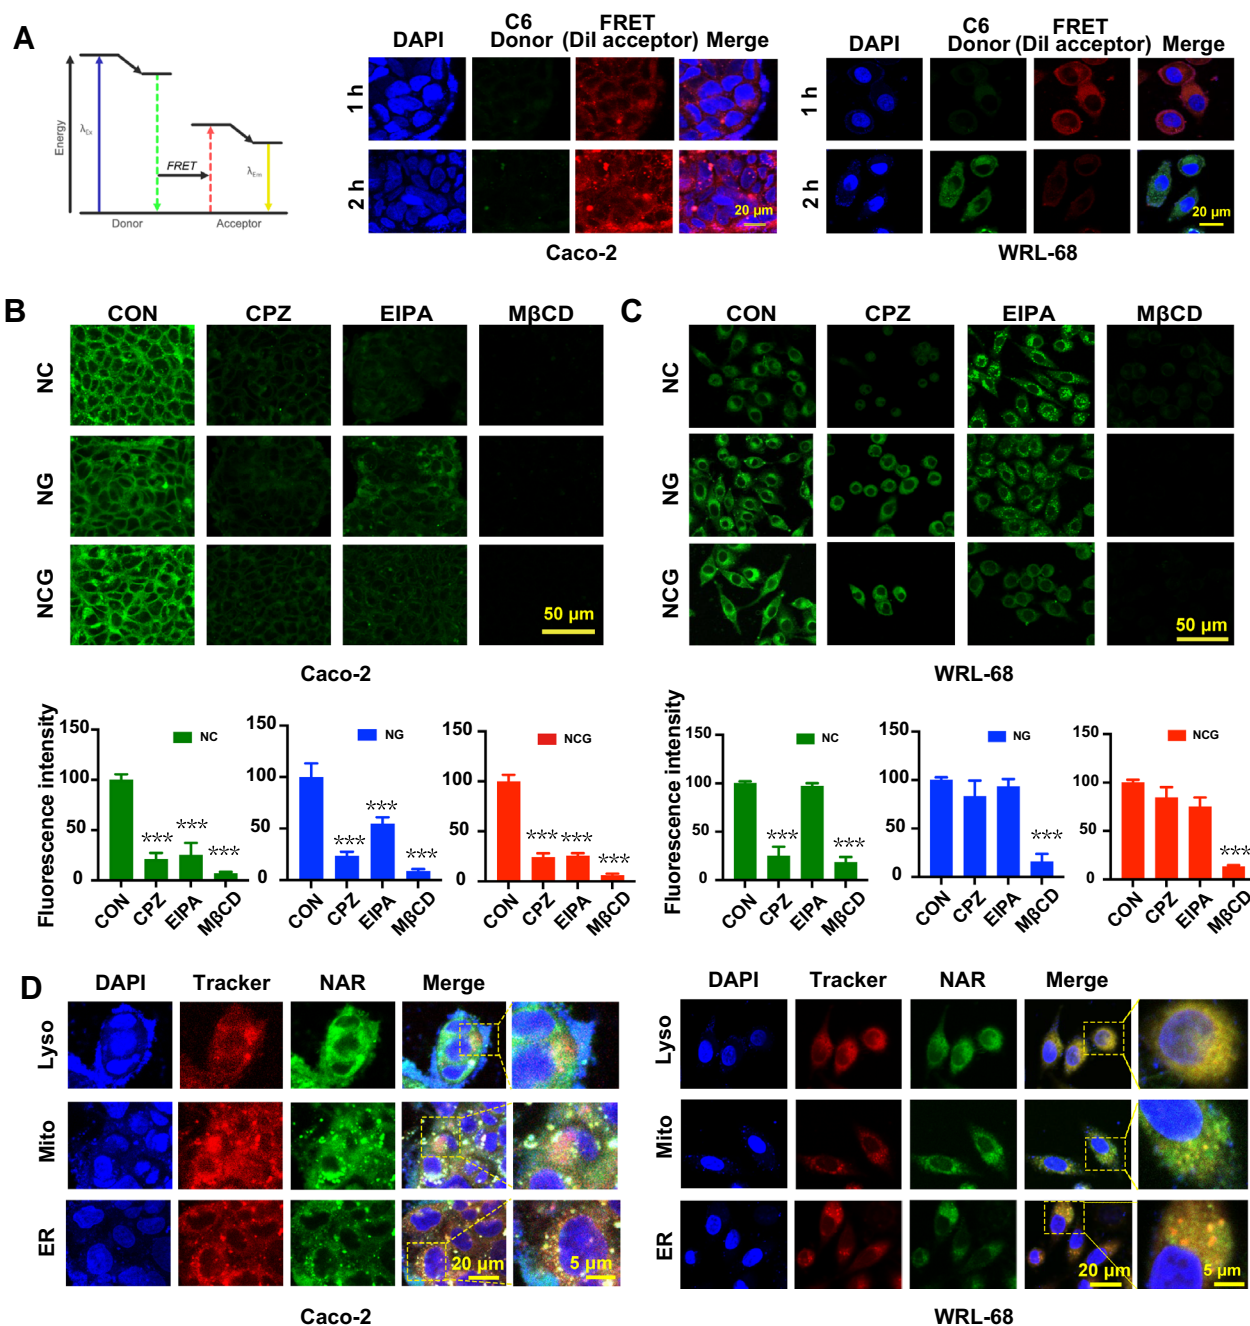 A
Energy
λEx
FRET
λEm
Donor
Acceptor
DAPI
C6
Donor
FRET
(Dil acceptor)
Merge
1 h
2 h
20 μm
Caco-2
DAPI
C6
Donor
FRET
(Dil acceptor)
Merge
1 h
2 h
20 μm
WRL-68
B
CON
CPZ
EIPA
MβCD
NC
NG
NCG
50 μm
Caco-2
C
CON
CPZ
EIPA
MβCD
NC
NG
NCG
50 μm
WRL-68
Fluorescence intensity
150
100
50
0
NC
***
***
***
CON
CPZ
EIPA
MβCD
150
100
50
0
NG
***
***
***
CON
CPZ
EIPA
MβCD
150
100
50
0
NCG
***
***
***
CON
CPZ
EIPA
MβCD
Fluorescence intensity
150
100
50
0
NC
***
***
CON
CPZ
EIPA
MβCD
150
100
50
0
NG
***
CON
CPZ
EIPA
MβCD
150
100
50
0
NCG
***
CON
CPZ
EIPA
MβCD
D
DAPI
Tracker
NAR
Merge
Lyso
Mito
ER
20 μm
5 μm
Caco-2
DAPI
Tracker
NAR
Merge
Lyso
Mito
ER
20 μm
5 μm
WRL-68